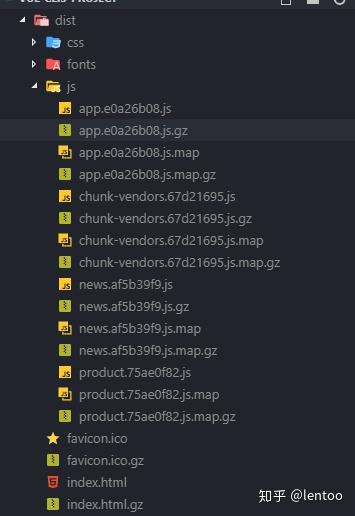 dist
css
fonts
js
app.e0a26b08.js
app.e0a26b08.js.gz
app.e0a26b08.js.map
app.e0a26b08.js.map.gz
chunk-vendors.67d21695.js
chunk-vendors.67d21695.js.gz
chunk-vendors.67d21695.js.map
chunk-vendors.67d21695.js.map.gz
news.af5b39f9.js
news.af5b39f9.js.gz
news.af5b39f9.js.map
news.af5b39f9.js.map.gz
product.75ae0f82.js
product.75ae0f82.js.map
product.75ae0f82.js.map.gz
favicon.ico
favicon.ico.gz
index.html
index.html.gz
知乎 @lentoo